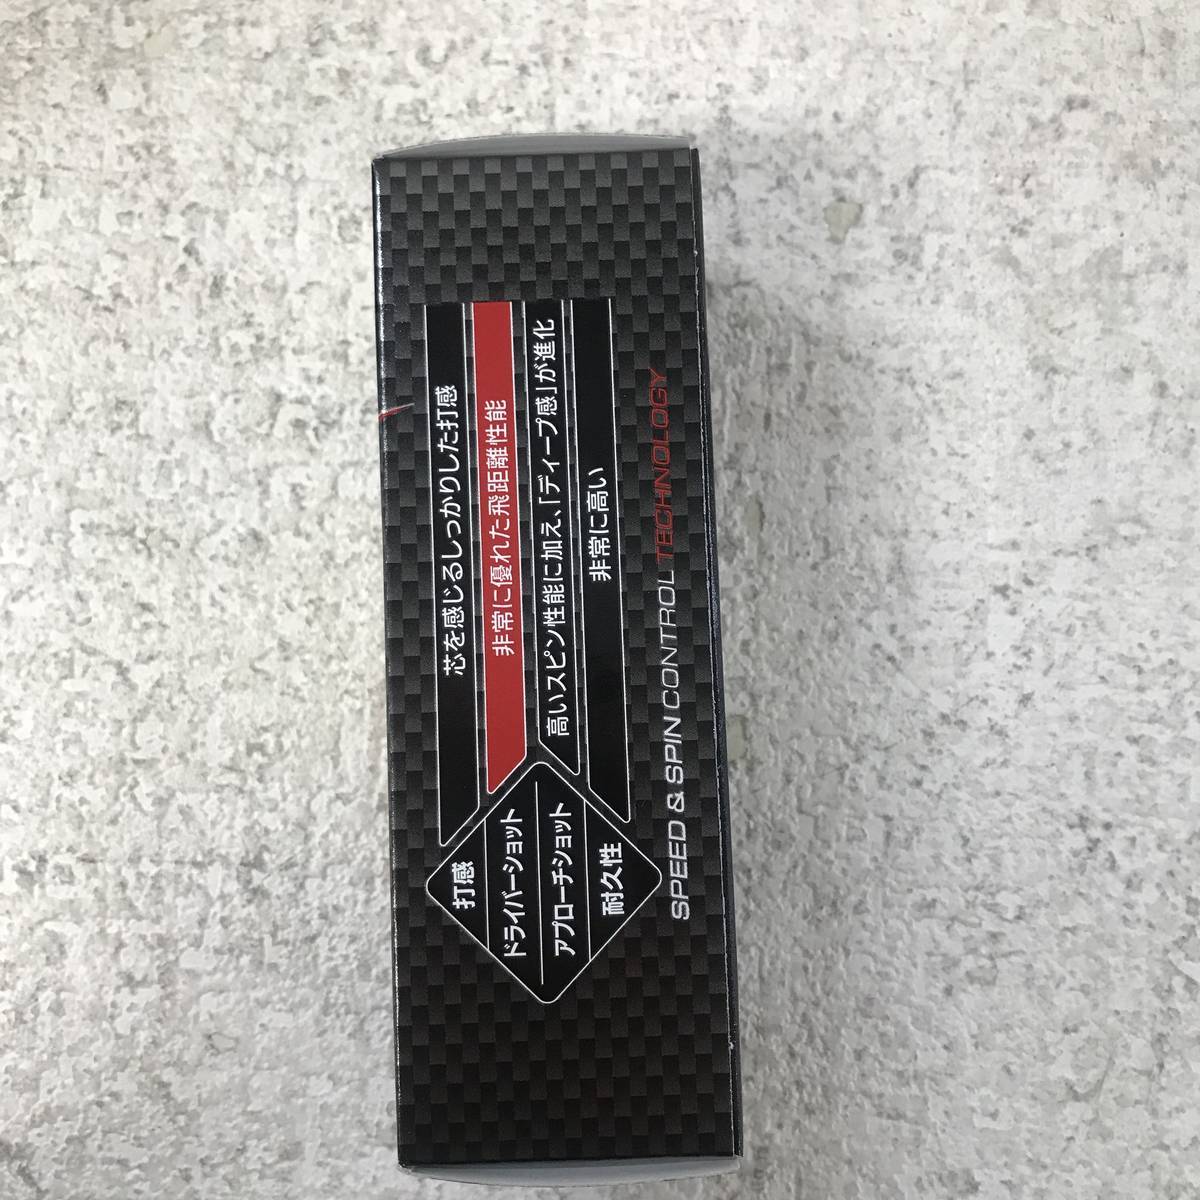 打感 芯を感じるしっかりした打感
ドライバーショット 非常に優れた飛距離性能
アプローチショット 高いスピン性能に加え、「ディープ感」が進化
耐久性 非常に高い
SPEED & SPIN CONTROL TECHNOLOGY